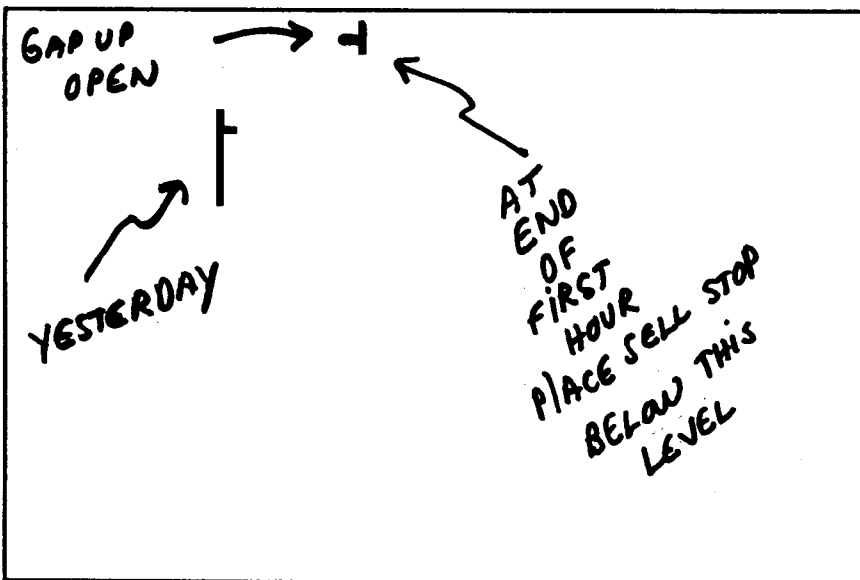 GAP UP
OPEN
YESTERDAY
AT
END
OF
FIRST
HOUR
PLACE SELL STOP
BELOW THIS
LEVEL